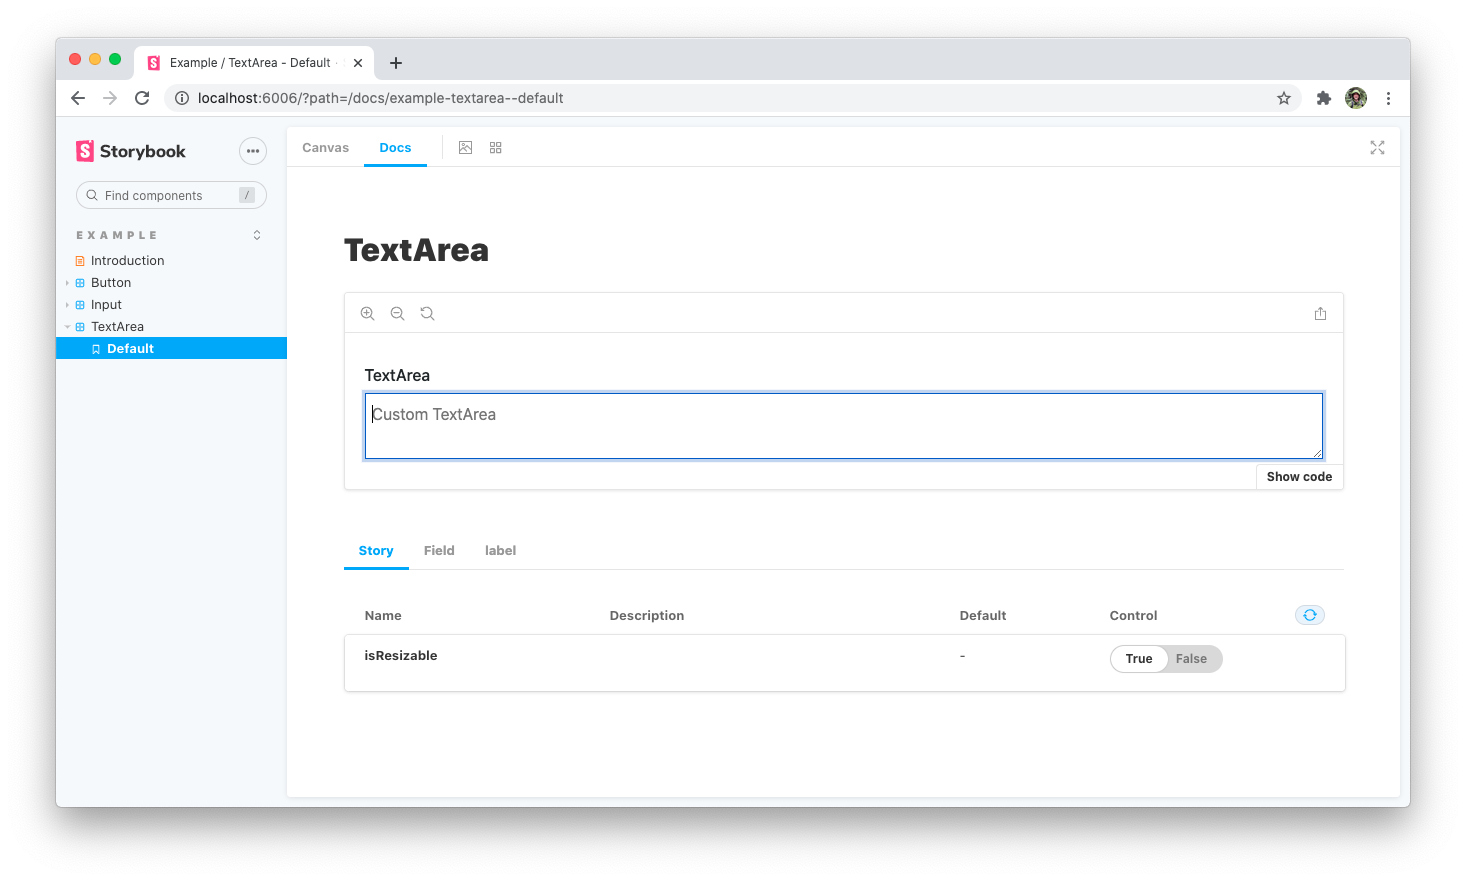 Example / TextArea - Default
localhost:6006/?path=/docs/example-textarea--default
Storybook
Canvas Docs
Find components /
EXAMPLE
Introduction
Button
Input
TextArea
Default
TextArea
TextArea
Custom TextArea
Show code
Story Field label
Name Description Default Control
isResizable - True False